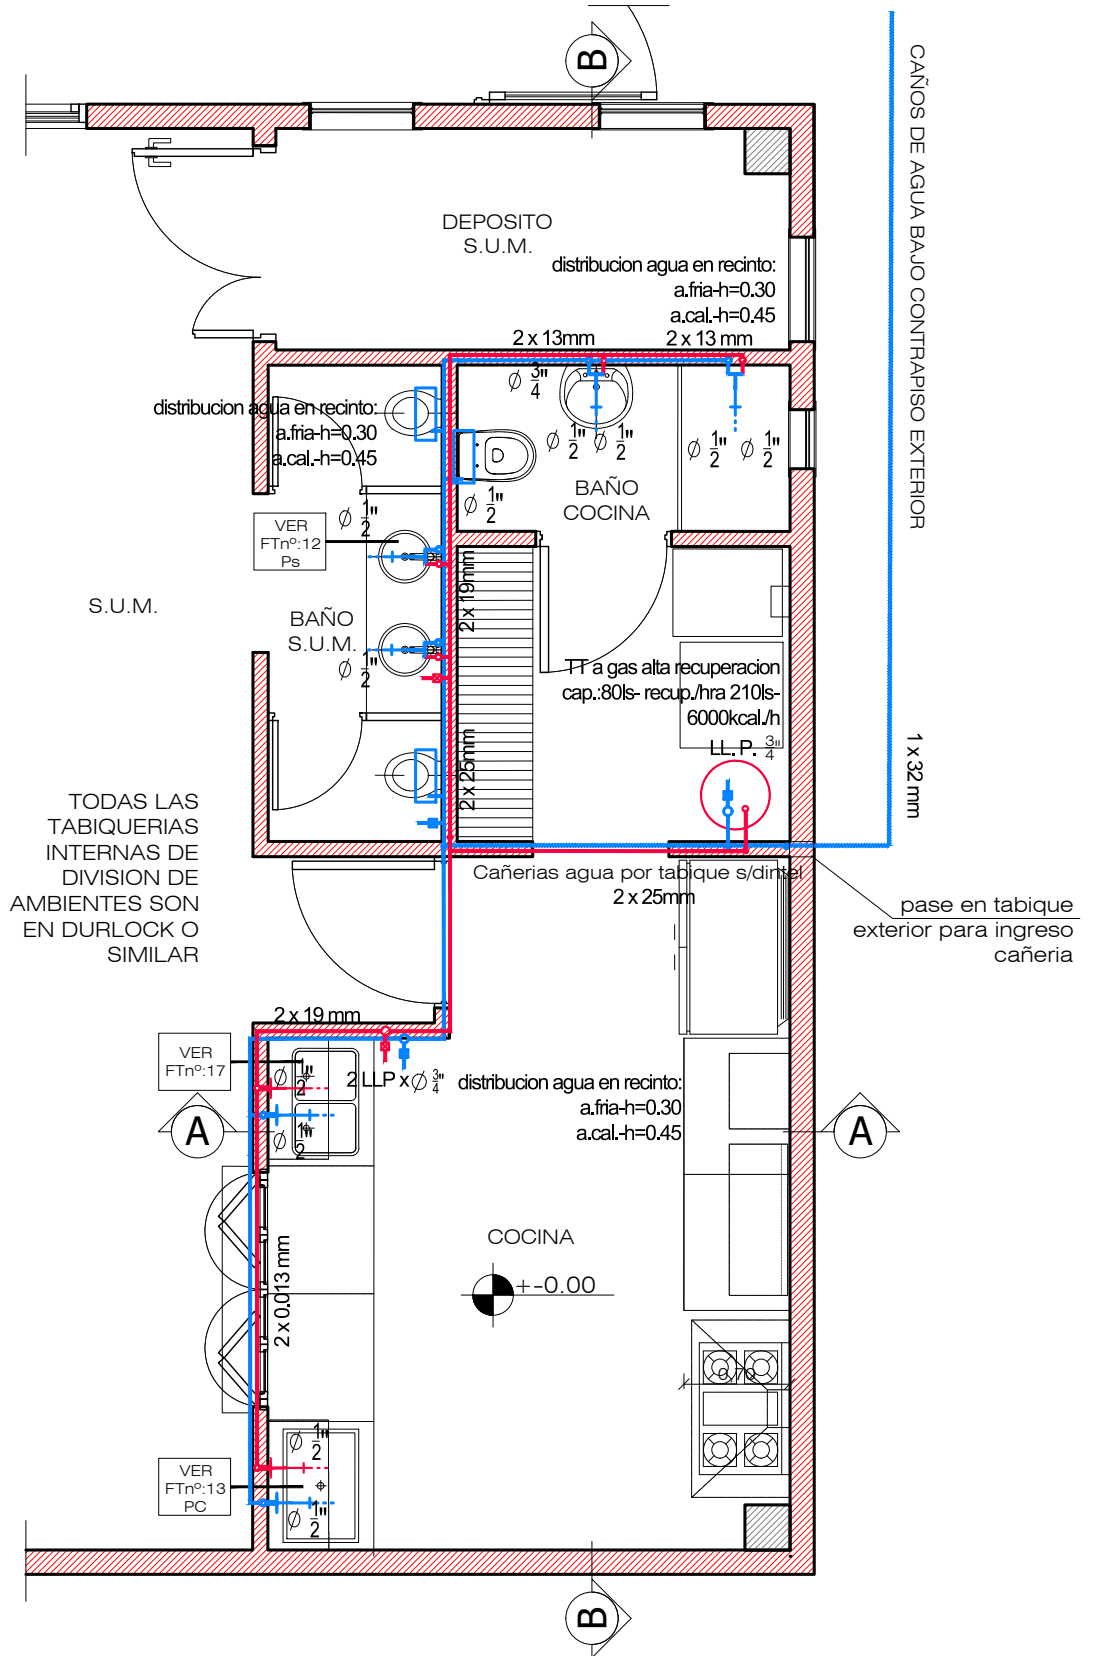 B
CAÑOS DE AGUA BAJO CONTRAPISO EXTERIOR
DEPOSITO
S.U.M.
distribucion agua en recinto:
a.fria-h=0.30
a.cal.-h=0.45
2 x 13mm
2 x 13 mm
Ø 3/4"
distribucion agua en recinto:
a.fria-h=0.30
a.cal.-h=0.45
Ø 1/2"
Ø 1/2"
Ø 1/2"
Ø 1/2"
BAÑO
COCINA
Ø 1/2"
Ø 1/2"
VER
FTnº:12
Ps
2 x 19mm
S.U.M.
BAÑO
S.U.M.
Ø 1/2"
TT a gas alta recuperacion
cap.:80ls- recup./hra 210ls-
6000kcal./h
LL. P. 3/4"
1 x 32 mm
2 x 25mm
TODAS LAS
TABIQUERIAS
INTERNAS DE
DIVISION DE
AMBIENTES SON
EN DURLOCK O
SIMILAR
Cañerias agua por tabique s/dintel
2 x 25mm
pase en tabique
exterior para ingreso
cañeria
2 x 19 mm
VER
FTnº:17
Ø 1/2"
2 LLP x Ø 3/4"
distribucion agua en recinto:
a.fria-h=0.30
a.cal.-h=0.45
A
A
Ø 1/2"
COCINA
+-0.00
2 x 0.013 mm
0.70
Ø 1/2"
VER
FTnº:13
PC
Ø 1/2"
B